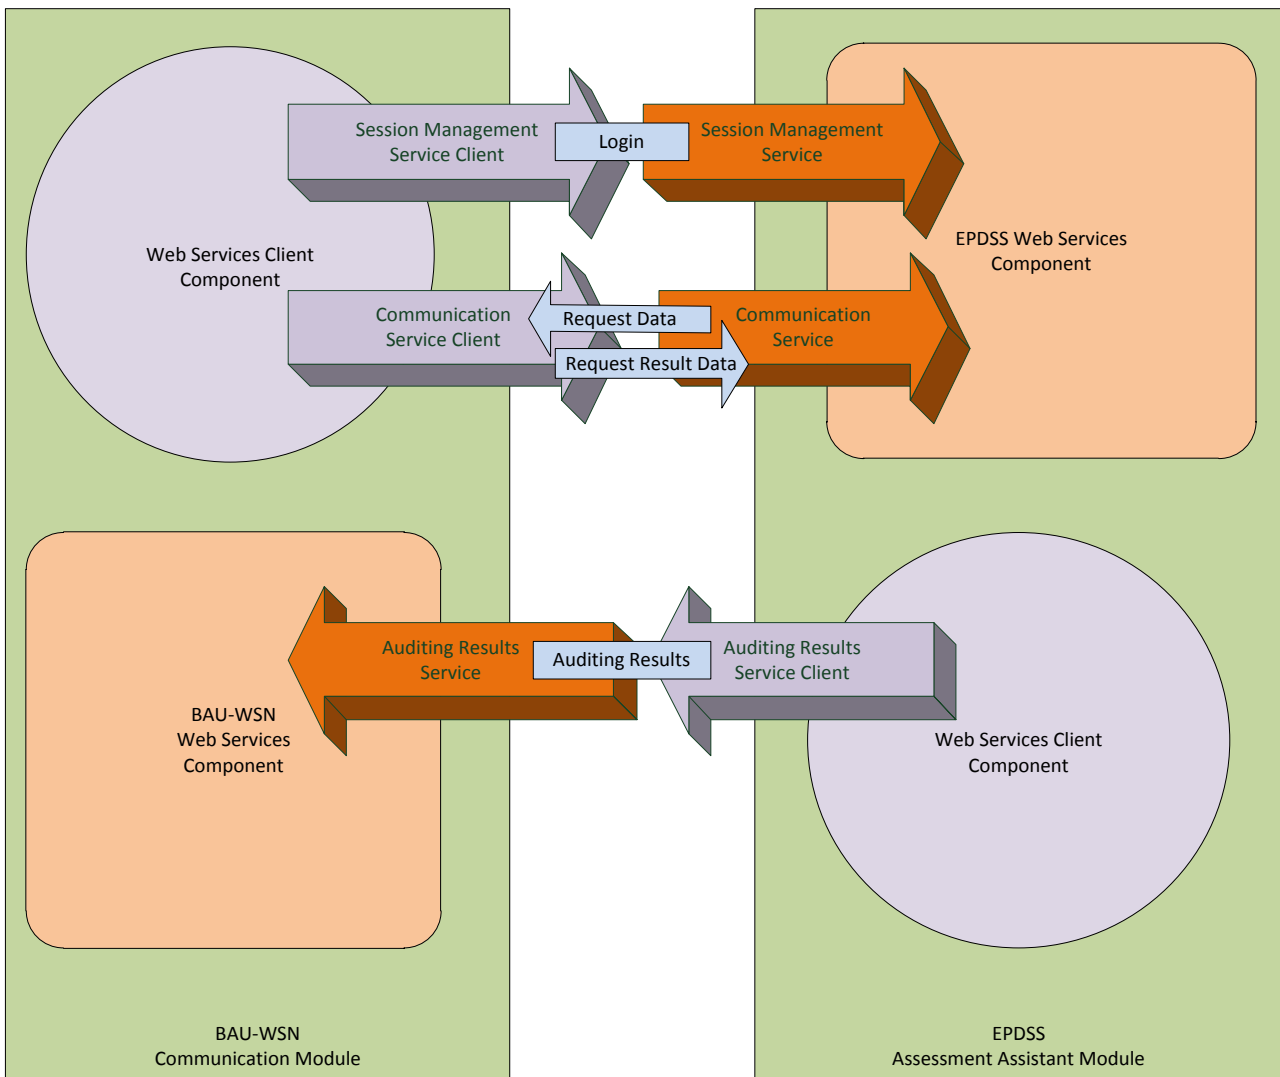 Session Management
Service Client
Login
Session Management
Service
Web Services Client
Component
EPDSS Web Services
Component
Communication
Service Client
Request Data
Request Result Data
Communication
Service
Auditing Results
Service
Auditing Results
Auditing Results
Service Client
BAU-WSN
Web Services
Component
Web Services Client
Component
BAU-WSN
Communication Module
EPDSS
Assessment Assistant Module